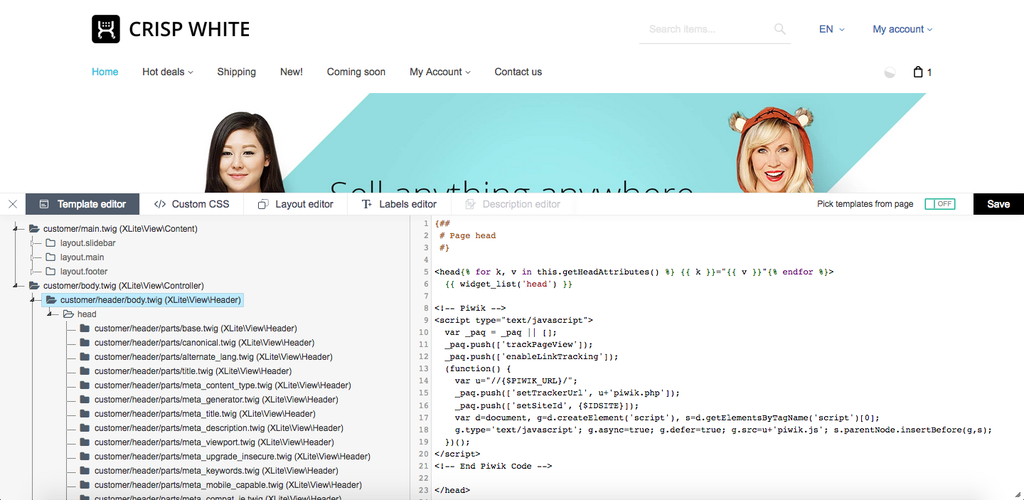 CRISP WHITE
Search items...
EN
My account
Home
Hot deals
Shipping
New!
Coming soon
My Account
Contact us
1
Sell anything anywhere
Template editor
</> Custom CSS
Layout editor
Labels editor
Description editor
Pick templates from page
OFF
Save
customer/main.twig (XLite\View\Content)
layout.slidebar
layout.main
layout.footer
customer/body.twig (XLite\View\Controller)
customer/header/body.twig (XLite\View\Header)
head
customer/header/parts/base.twig (XLite\View\Header)
customer/header/parts/canonical.twig (XLite\View\Header)
customer/header/parts/alternate_lang.twig (XLite\View\Header)
customer/header/parts/title.twig (XLite\View\Header)
customer/header/parts/meta_content_type.twig (XLite\View\Header)
customer/header/parts/meta_generator.twig (XLite\View\Header)
customer/header/parts/meta_title.twig (XLite\View\Header)
customer/header/parts/meta_description.twig (XLite\View\Header)
customer/header/parts/meta_viewport.twig (XLite\View\Header)
customer/header/parts/meta_upgrade_insecure.twig (XLite\View\Header)
customer/header/parts/meta_keywords.twig (XLite\View\Header)
customer/header/parts/meta_mobile_capable.twig (XLite\View\Header)
customer/header/parts/meta_compat_ie.twig (XLite\View\Header)
1 {##
2 # Page head
3 #}
4
5 <head{% for k, v in this.getHeadAttributes() %} {{ k }}="{{ v }}"{% endfor %}>
6 {{ widget_list('head') }}
7
8 <!-- Piwik -->
9 <script type="text/javascript">
10 var _paq = _paq || [];
11 _paq.push(['trackPageView']);
12 _paq.push(['enableLinkTracking']);
13 (function() {
14 var u="//{$PIWIK_URL}/";
15 _paq.push(['setTrackerUrl', u+'piwik.php']);
16 _paq.push(['setSiteId', {$IDSITE}]);
17 var d=document, g=d.createElement('script'), s=d.getElementsByTagName('script')[0];
18 g.type='text/javascript'; g.async=true; g.defer=true; g.src=u+'piwik.js'; s.parentNode.insertBefore(g,s);
19 })();
20 </script>
21 <!-- End Piwik Code -->
22
23 </head>